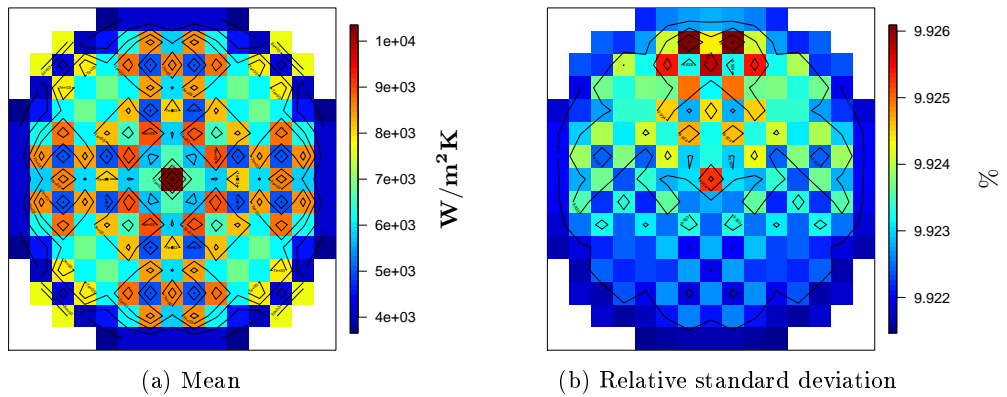 1e+04
9e+03
8e+03
7e+03
6e+03
5e+03
4e+03
W/m²K
9.926
9.925
9.924
9.923
9.922
%
(a) Mean
(b) Relative standard deviation